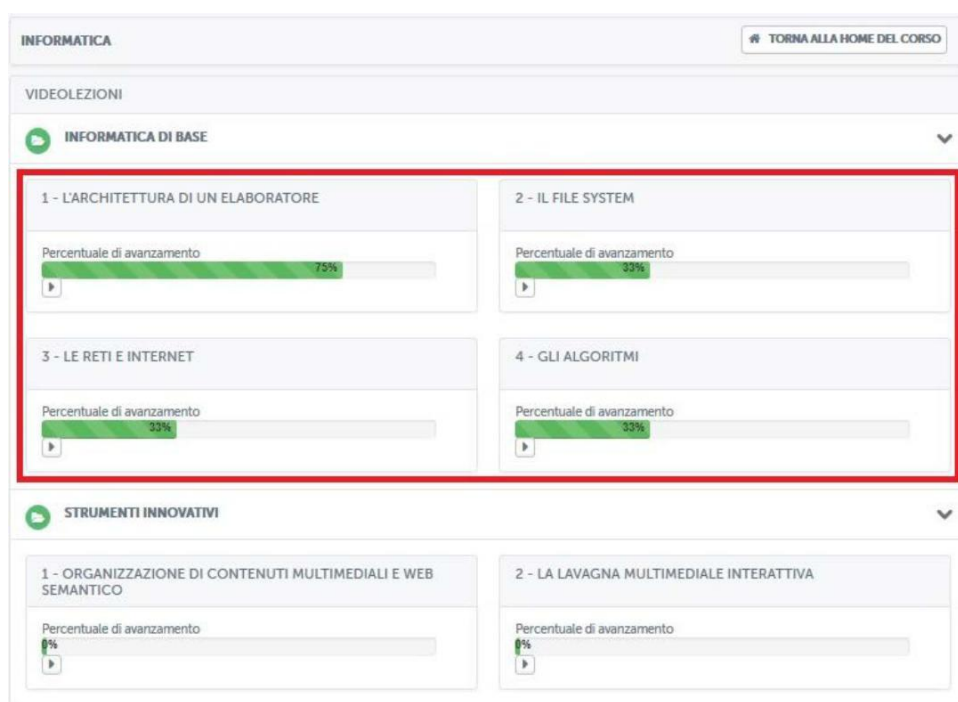 INFORMATICA
TORNA ALLA HOME DEL CORSO
VIDEOLEZIONI
INFORMATICA DI BASE
1 - L'ARCHITETTURA DI UN ELABORATORE
2 - IL FILE SYSTEM
Percentuale di avanzamento
75%
Percentuale di avanzamento
33%
3 - LE RETI E INTERNET
4 - GLI ALGORITMI
Percentuale di avanzamento
33%
Percentuale di avanzamento
33%
STRUMENTI INNOVATIVI
1 - ORGANIZZAZIONE DI CONTENUTI MULTIMEDIALI E WEB
SEMANTICO
2 - LA LAVAGNA MULTIMEDIALE INTERATTIVA
Percentuale di avanzamento
0%
Percentuale di avanzamento
0%